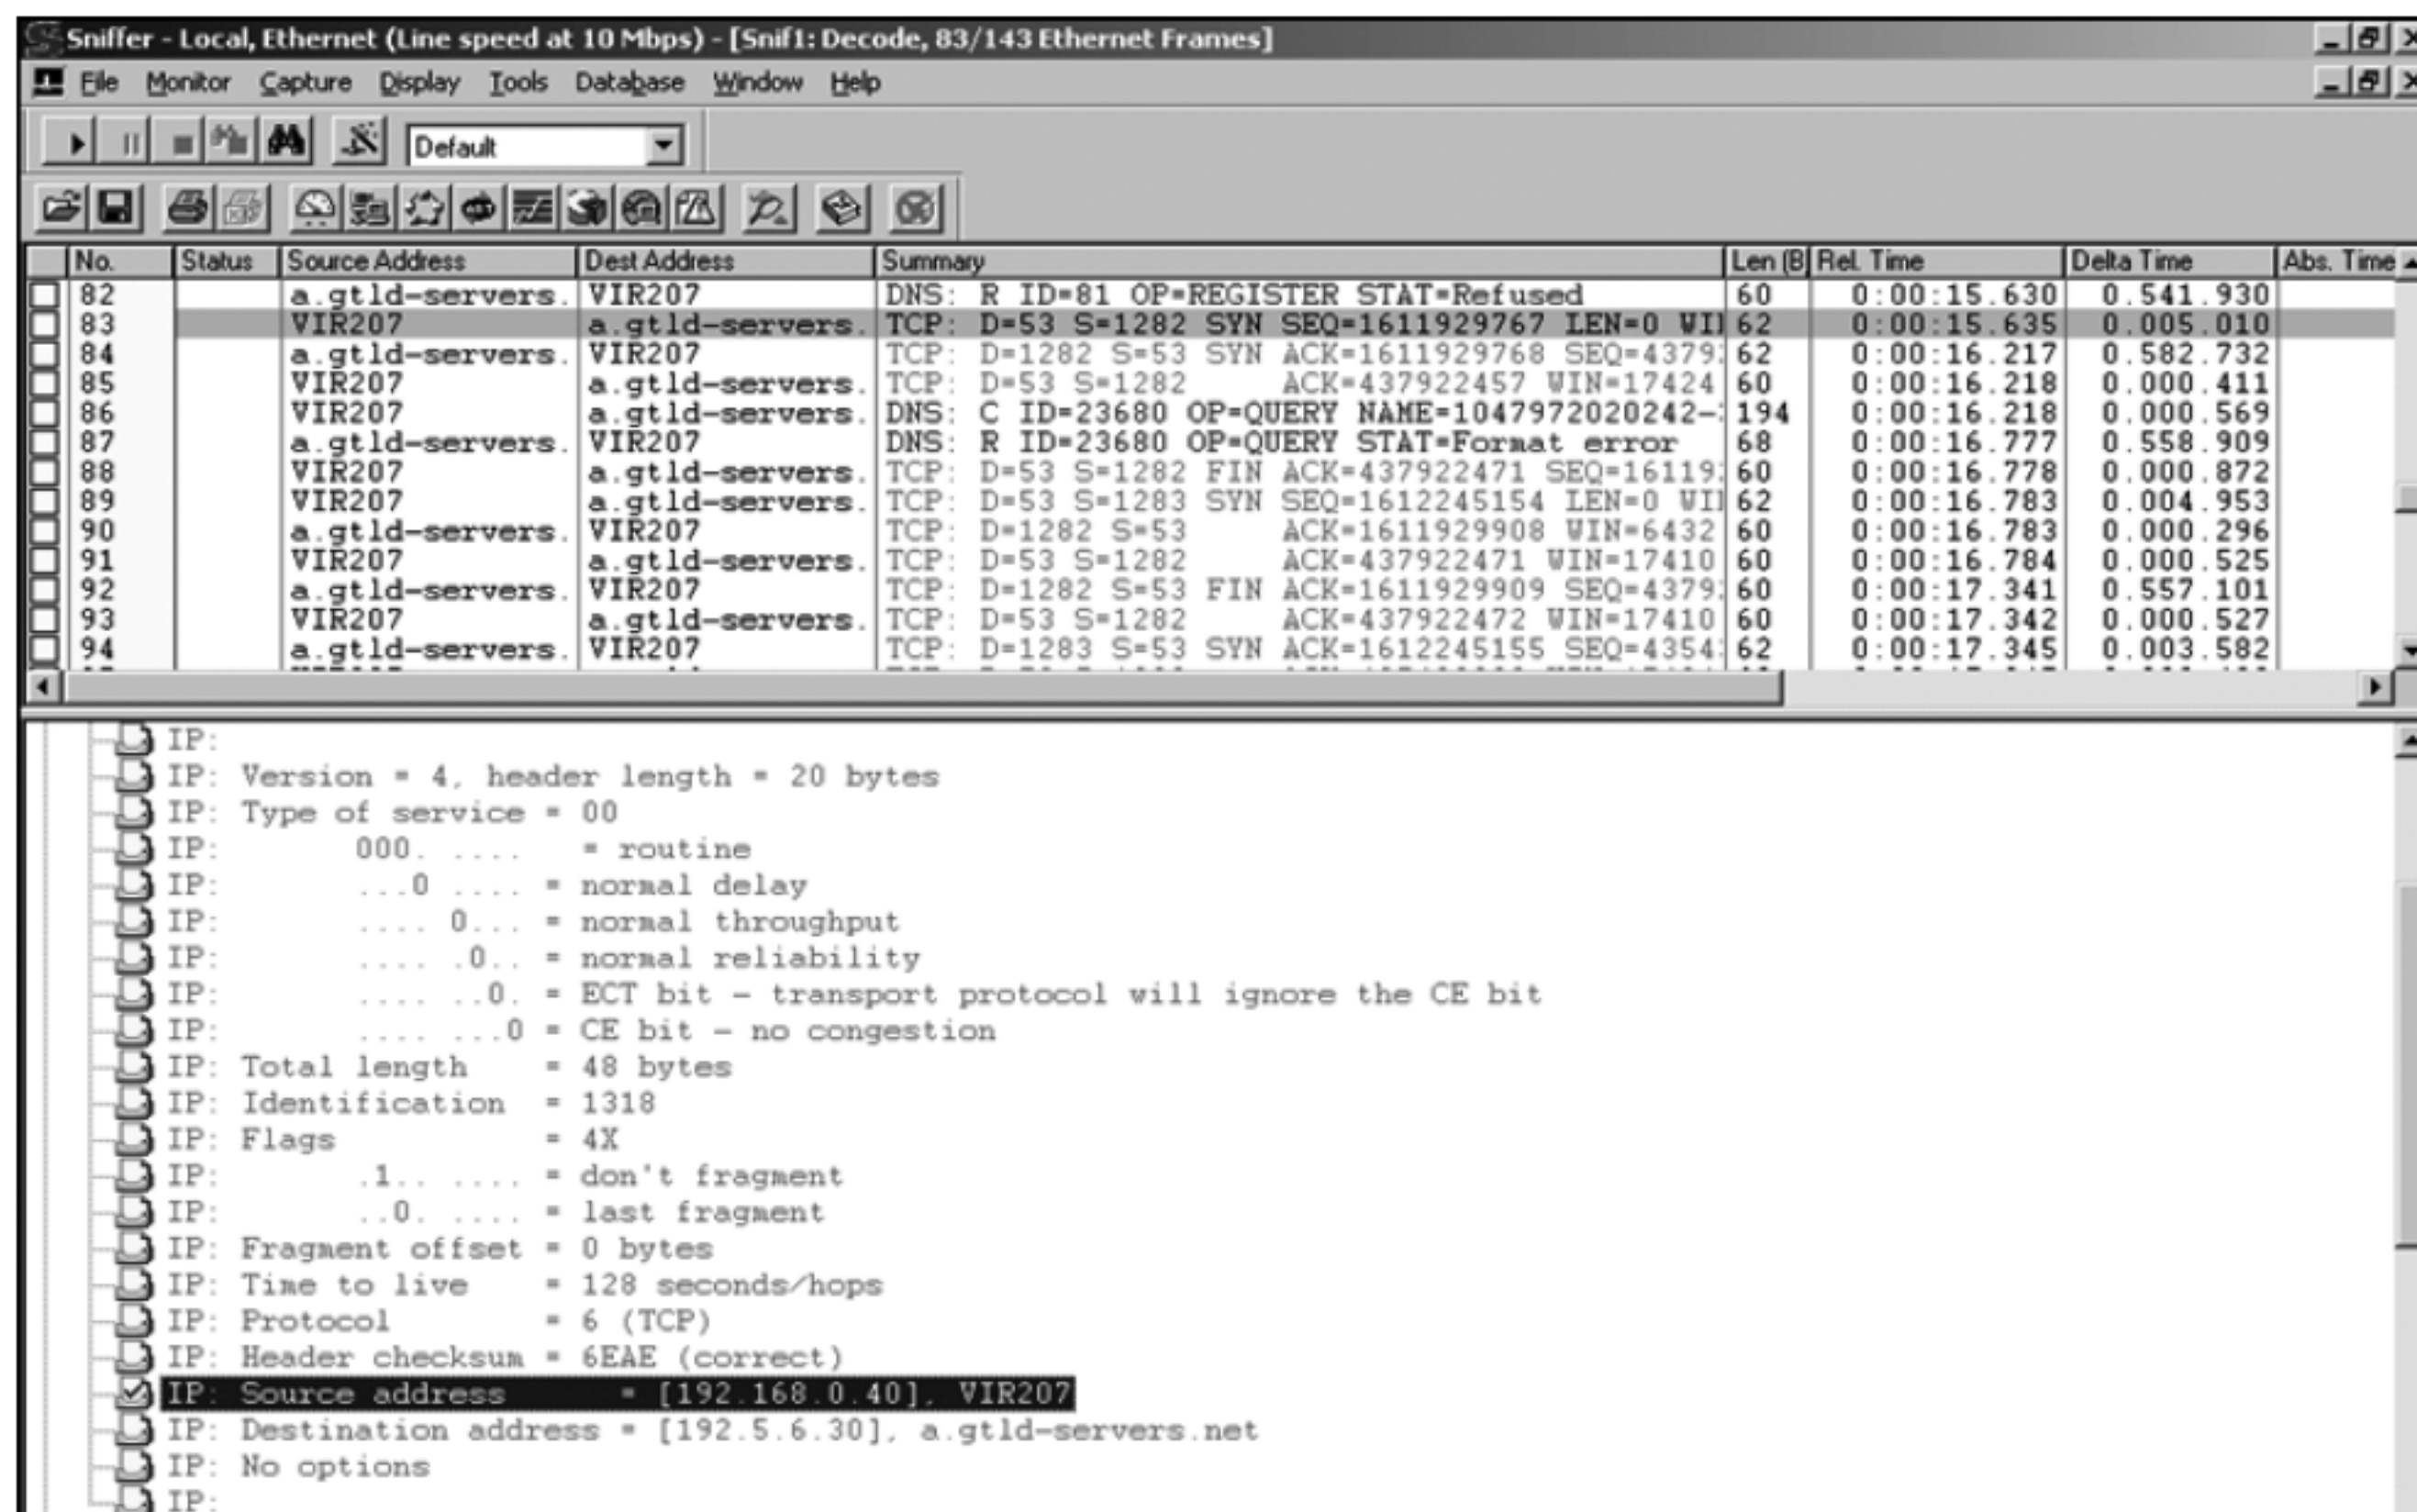 Sniffer - Local, Ethernet (Line speed at 10 Mbps) - [Snif1: Decode, 83/143 Ethernet Frames]
File Monitor Capture Display Tools Database Window Help
Default
No. Status Source Address Dest Address Summary Len (B Rel. Time Delta Time Abs. Time
82 a.gtld-servers. VIR207 DNS: R ID=81 OP=REGISTER STAT=Refused 60 0:00:15.630 0.541.930
83 VIR207 a.gtld-servers. TCP: D=53 S=1282 SYN SEQ=1611929767 LEN=0 WI 62 0:00:15.635 0.005.010
84 a.gtld-servers. VIR207 TCP: D=1282 S=53 SYN ACK=1611929768 SEQ=4379 62 0:00:16.217 0.582.732
85 VIR207 a.gtld-servers. TCP: D=53 S=1282 ACK=437922457 WIN=17424 60 0:00:16.218 0.000.411
86 VIR207 a.gtld-servers. DNS: C ID=23680 OP=QUERY NAME=1047972020242- 194 0:00:16.218 0.000.569
87 a.gtld-servers. VIR207 DNS: R ID=23680 OP=QUERY STAT=Format error 68 0:00:16.777 0.558.909
88 VIR207 a.gtld-servers. TCP: D=53 S=1282 FIN ACK=437922471 SEQ=16119 60 0:00:16.778 0.000.872
89 VIR207 a.gtld-servers. TCP: D=53 S=1283 SYN SEQ=1612245154 LEN=0 WI 62 0:00:16.783 0.004.953
90 a.gtld-servers. VIR207 TCP: D=1282 S=53 ACK=1611929908 WIN=6432 60 0:00:16.783 0.000.296
91 VIR207 a.gtld-servers. TCP: D=53 S=1282 ACK=437922471 WIN=17410 60 0:00:16.784 0.000.525
92 a.gtld-servers. VIR207 TCP: D=1282 S=53 FIN ACK=1611929909 SEQ=4379 60 0:00:17.341 0.557.101
93 VIR207 a.gtld-servers. TCP: D=53 S=1282 ACK=437922472 WIN=17410 60 0:00:17.342 0.000.527
94 a.gtld-servers. VIR207 TCP: D=1283 S=53 SYN ACK=1612245155 SEQ=4354 62 0:00:17.345 0.003.582
IP:
IP: Version = 4, header length = 20 bytes
IP: Type of service = 00
IP: 000. .... = routine
IP: ...0 .... = normal delay
IP: .... 0... = normal throughput
IP: .... .0.. = normal reliability
IP: .... ..0. = ECT bit - transport protocol will ignore the CE bit
IP: .... ...0 = CE bit - no congestion
IP: Total length = 48 bytes
IP: Identification = 1318
IP: Flags = 4X
IP: .1.. .... = don't fragment
IP: ..0. .... = last fragment
IP: Fragment offset = 0 bytes
IP: Time to live = 128 seconds/hops
IP: Protocol = 6 (TCP)
IP: Header checksum = 6EAE (correct)
IP: Source address = [192.168.0.40], VIR207
IP: Destination address = [192.5.6.30], a.gtld-servers.net
IP: No options
IP: